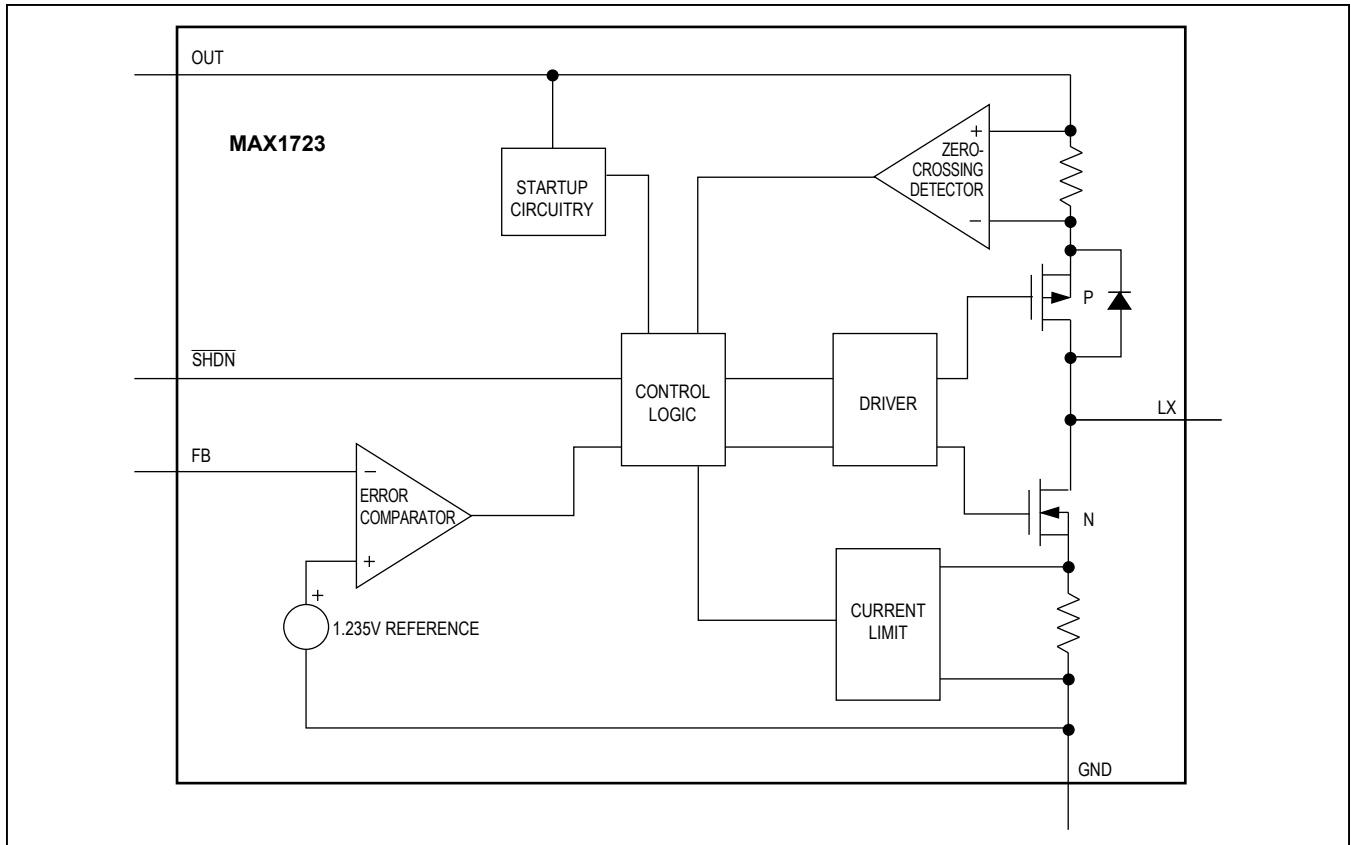 OUT
MAX1723
STARTUP
CIRCUITRY
+
ZERO-
CROSSING
DETECTOR
−
P
SHDN
CONTROL
LOGIC
DRIVER
LX
FB
−
ERROR
COMPARATOR
+
N
+
1.235V REFERENCE
CURRENT
LIMIT
GND